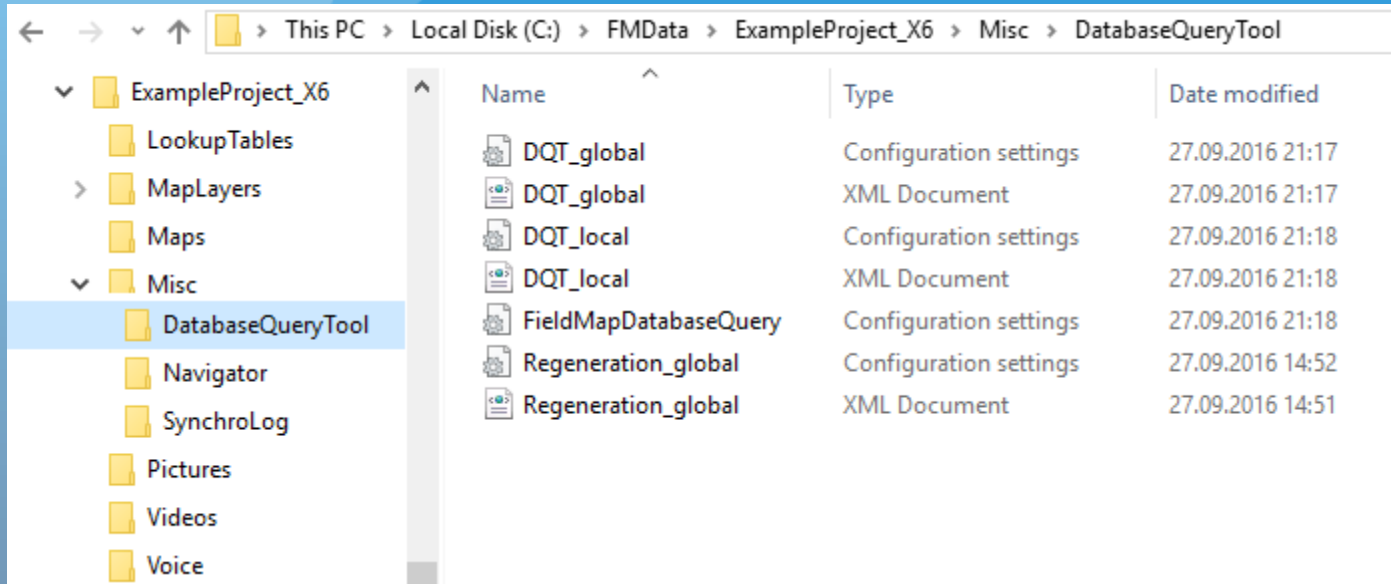 This PC > Local Disk (C:) > FMData > ExampleProject_X6 > Misc > DatabaseQueryTool
ExampleProject_X6
LookupTables
MapLayers
Maps
Misc
DatabaseQueryTool
Navigator
SynchroLog
Pictures
Videos
Voice
Name Type Date modified
DQT_global Configuration settings 27.09.2016 21:17
DQT_global XML Document 27.09.2016 21:17
DQT_local Configuration settings 27.09.2016 21:18
DQT_local XML Document 27.09.2016 21:18
FieldMapDatabaseQuery Configuration settings 27.09.2016 21:18
Regeneration_global Configuration settings 27.09.2016 14:52
Regeneration_global XML Document 27.09.2016 14:51